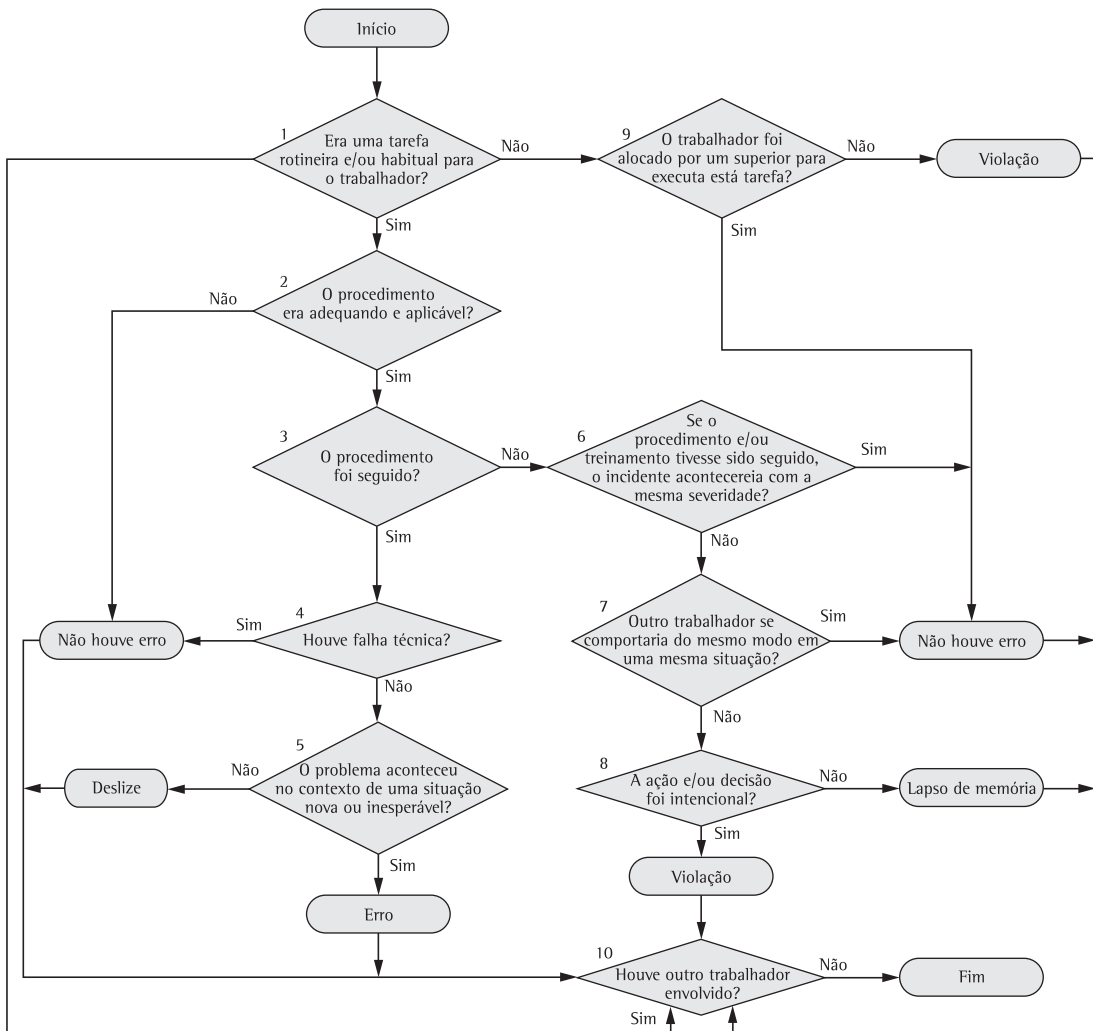 Início
1
Era uma tarefa
rotineira e/ou habitual para
o trabalhador?
Não
9
O trabalhador foi
alocado por um superior para
executa está tarefa?
Não
Violação
Sim
Sim
2
Não
O procedimento
era adequando e aplicável?
Sim
3
O procedimento
foi seguido?
Não
6
Se o
procedimento e/ou
treinamento tivesse sido seguido,
o incidente acontecereia com a
mesma severidade?
Sim
Sim
Não
4
Houve falha técnica?
Sim
Não houve erro
7
Outro trabalhador se
comportaria do mesmo modo em
uma mesma situação?
Sim
Não houve erro
Não
Não
5
O problema aconteceu
no contexto de uma situação
nova ou inesperável?
Não
Deslize
8
A ação e/ou decisão
foi intencional?
Não
Lapso de memória
Sim
Sim
Violação
Erro
10
Houve outro trabalhador
envolvido?
Não
Fim
Sim